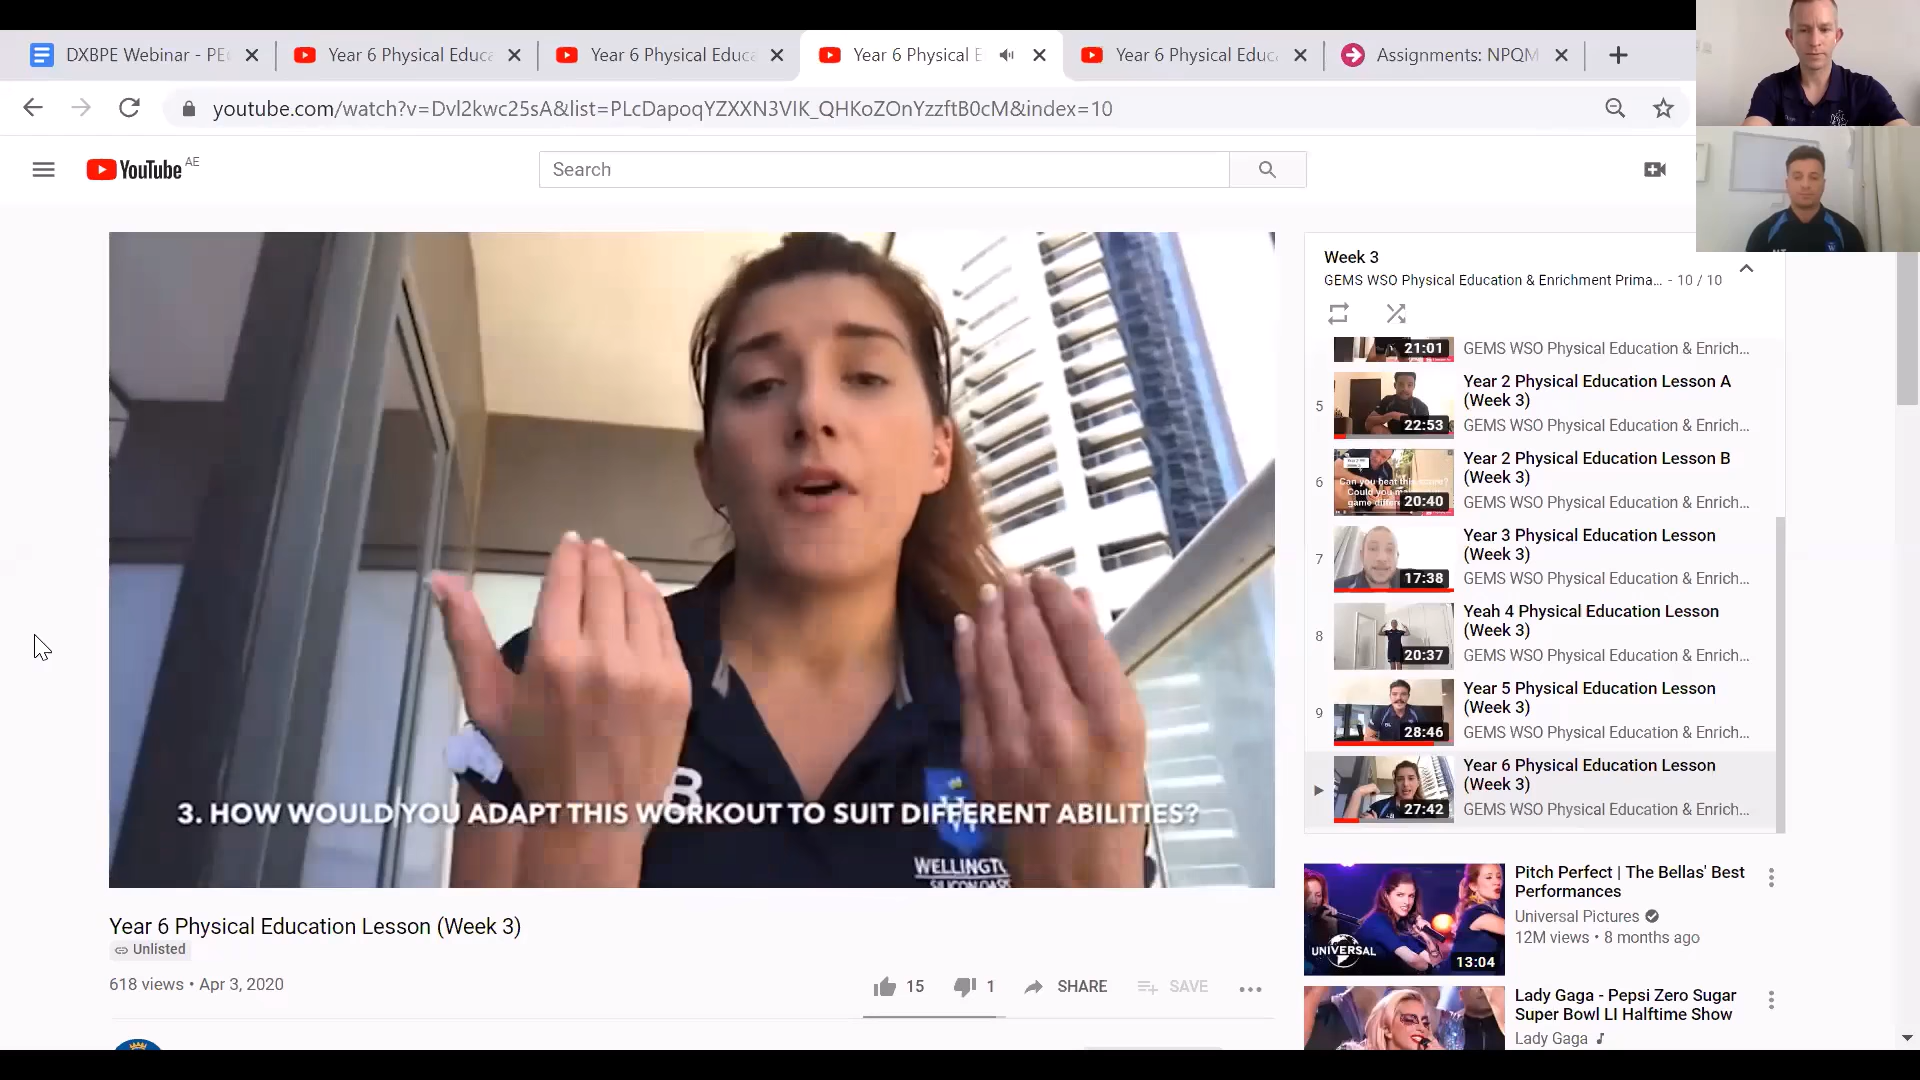 DXBPE Webinar - PE
Year 6 Physical Educa
Year 6 Physical Educa
Year 6 Physical E
Year 6 Physical Educ
Assignments: NPQM
youtube.com/watch?v=Dvl2kwc25sA&list=PLcDapoqYZXXN3VIK_QHKoZOnYzzftB0cM&index=10
YouTube AE
Search
3. HOW WOULD YOU ADAPT THIS WORKOUT TO SUIT DIFFERENT ABILITIES?
B
WELLINGT
SILICON OAS
Year 6 Physical Education Lesson (Week 3)
Unlisted
618 views • Apr 3, 2020
15
1
SHARE
SAVE
Week 3
GEMS WSO Physical Education & Enrichment Prima... - 10 / 10
21:01
GEMS WSO Physical Education & Enrich...
5
22:53
Year 2 Physical Education Lesson A
(Week 3)
GEMS WSO Physical Education & Enrich...
6
Can you beat this score?
20:40
Year 2 Physical Education Lesson B
(Week 3)
GEMS WSO Physical Education & Enrich...
7
17:38
Year 3 Physical Education Lesson
(Week 3)
GEMS WSO Physical Education & Enrich...
8
20:37
Yeah 4 Physical Education Lesson
(Week 3)
GEMS WSO Physical Education & Enrich...
9
28:46
Year 5 Physical Education Lesson
(Week 3)
GEMS WSO Physical Education & Enrich...
27:42
Year 6 Physical Education Lesson
(Week 3)
GEMS WSO Physical Education & Enrich...
UNIVERSAL
13:04
Pitch Perfect | The Bellas' Best
Performances
Universal Pictures
12M views • 8 months ago
Lady Gaga - Pepsi Zero Sugar
Super Bowl LI Halftime Show
Lady Gaga